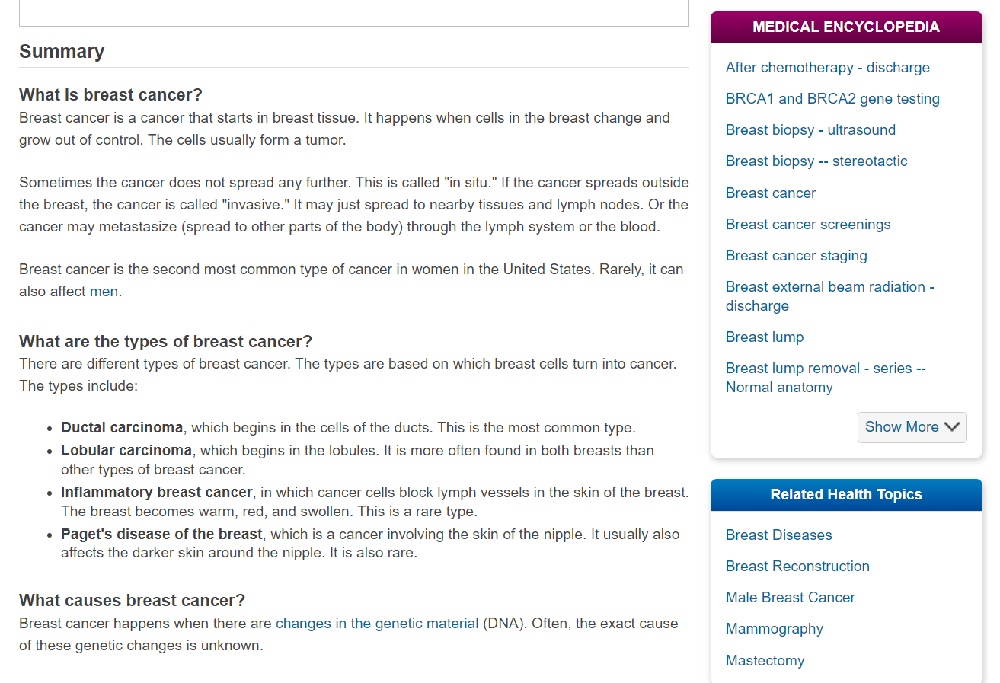 Summary
What is breast cancer?
Breast cancer is a cancer that starts in breast tissue. It happens when cells in the breast change and
grow out of control. The cells usually form a tumor.
Sometimes the cancer does not spread any further. This is called "in situ." If the cancer spreads outside
the breast, the cancer is called "invasive." It may just spread to nearby tissues and lymph nodes. Or the
cancer may metastasize (spread to other parts of the body) through the lymph system or the blood.
Breast cancer is the second most common type of cancer in women in the United States. Rarely, it can
also affect men.
What are the types of breast cancer?
There are different types of breast cancer. The types are based on which breast cells turn into cancer.
The types include:
• Ductal carcinoma, which begins in the cells of the ducts. This is the most common type.
• Lobular carcinoma, which begins in the lobules. It is more often found in both breasts than
other types of breast cancer.
• Inflammatory breast cancer, in which cancer cells block lymph vessels in the skin of the breast.
The breast becomes warm, red, and swollen. This is a rare type.
• Paget's disease of the breast, which is a cancer involving the skin of the nipple. It usually also
affects the darker skin around the nipple. It is also rare.
What causes breast cancer?
Breast cancer happens when there are changes in the genetic material (DNA). Often, the exact cause
of these genetic changes is unknown.
MEDICAL ENCYCLOPEDIA
After chemotherapy - discharge
BRCA1 and BRCA2 gene testing
Breast biopsy - ultrasound
Breast biopsy -- stereotactic
Breast cancer
Breast cancer screenings
Breast cancer staging
Breast external beam radiation -
discharge
Breast lump
Breast lump removal - series --
Normal anatomy
Show More
Related Health Topics
Breast Diseases
Breast Reconstruction
Male Breast Cancer
Mammography
Mastectomy